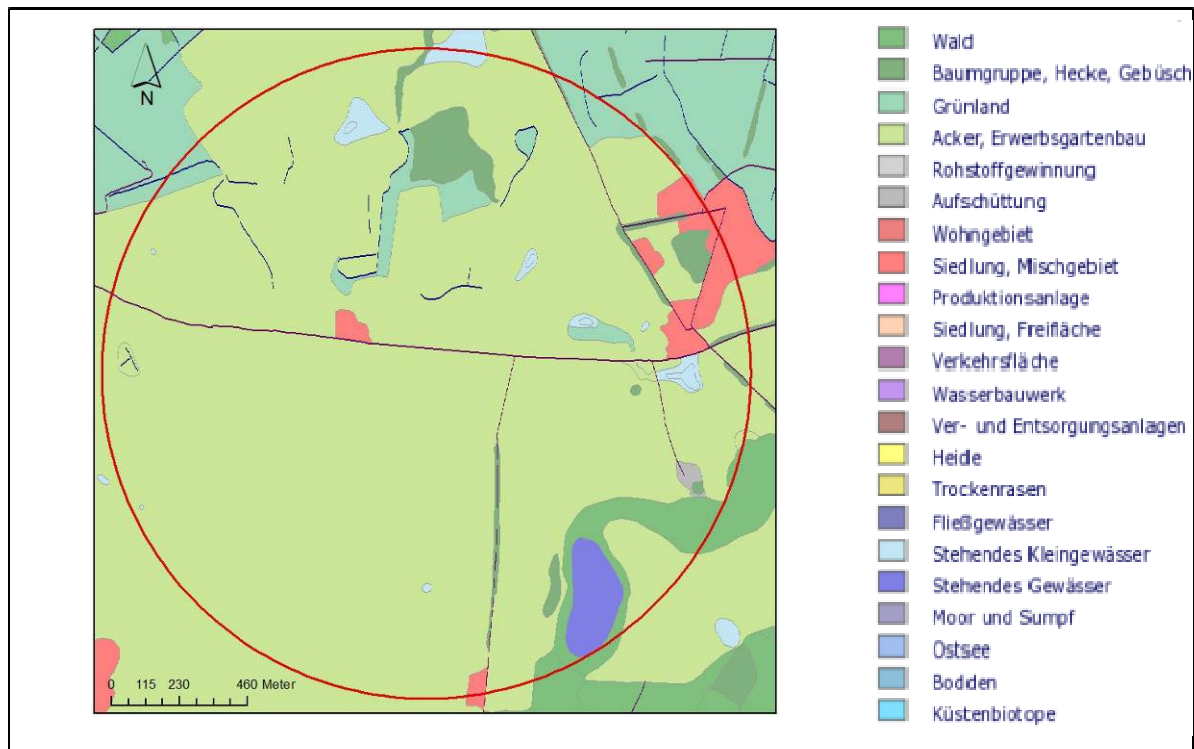 N
0 115 230 460 Meter
Wald
Baumgruppe, Hecke, Gebüsch
Grünland
Acker, Erwerbsgartenbau
Rohstoffgewinnung
Aufschüttung
Wohngebiet
Siedlung, Mischgebiet
Produktionsanlage
Siedlung, Freifläche
Verkehrsfläche
Wasserbauwerk
Ver- und Entsorgungsanlagen
Heide
Trockenrasen
Fließgewässer
Stehendes Kleingewässer
Stehendes Gewässer
Moor und Sumpf
Ostsee
Bodden
Küstenbiotope